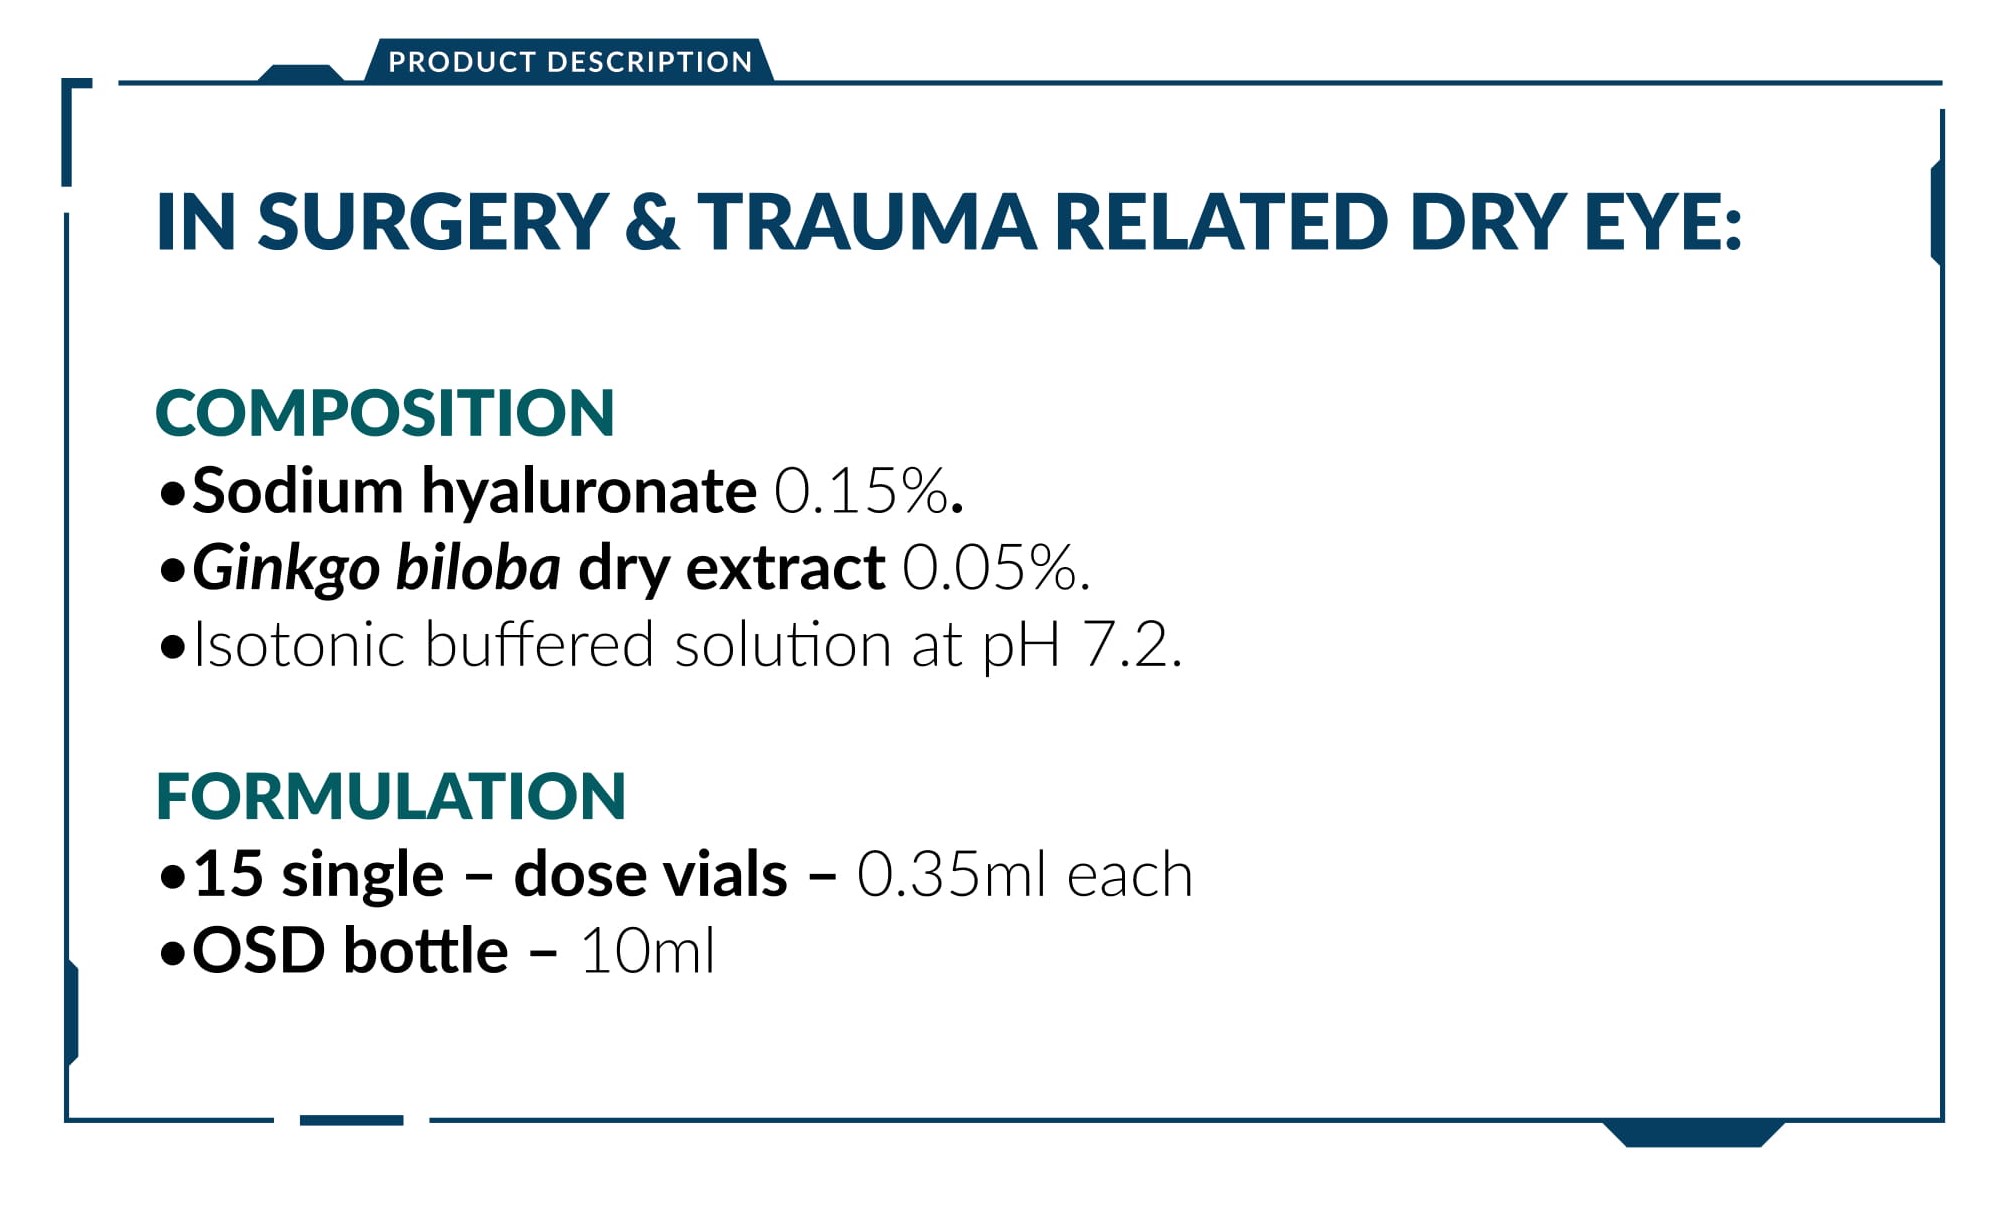 PRODUCT DESCRIPTION
IN SURGERY & TRAUMA RELATED DRY EYE:
COMPOSITION
•Sodium hyaluronate 0.15%.
•Ginkgo biloba dry extract 0.05%.
•Isotonic buffered solution at pH 7.2.
FORMULATION
•15 single – dose vials – 0.35ml each
•OSD bottle – 10ml